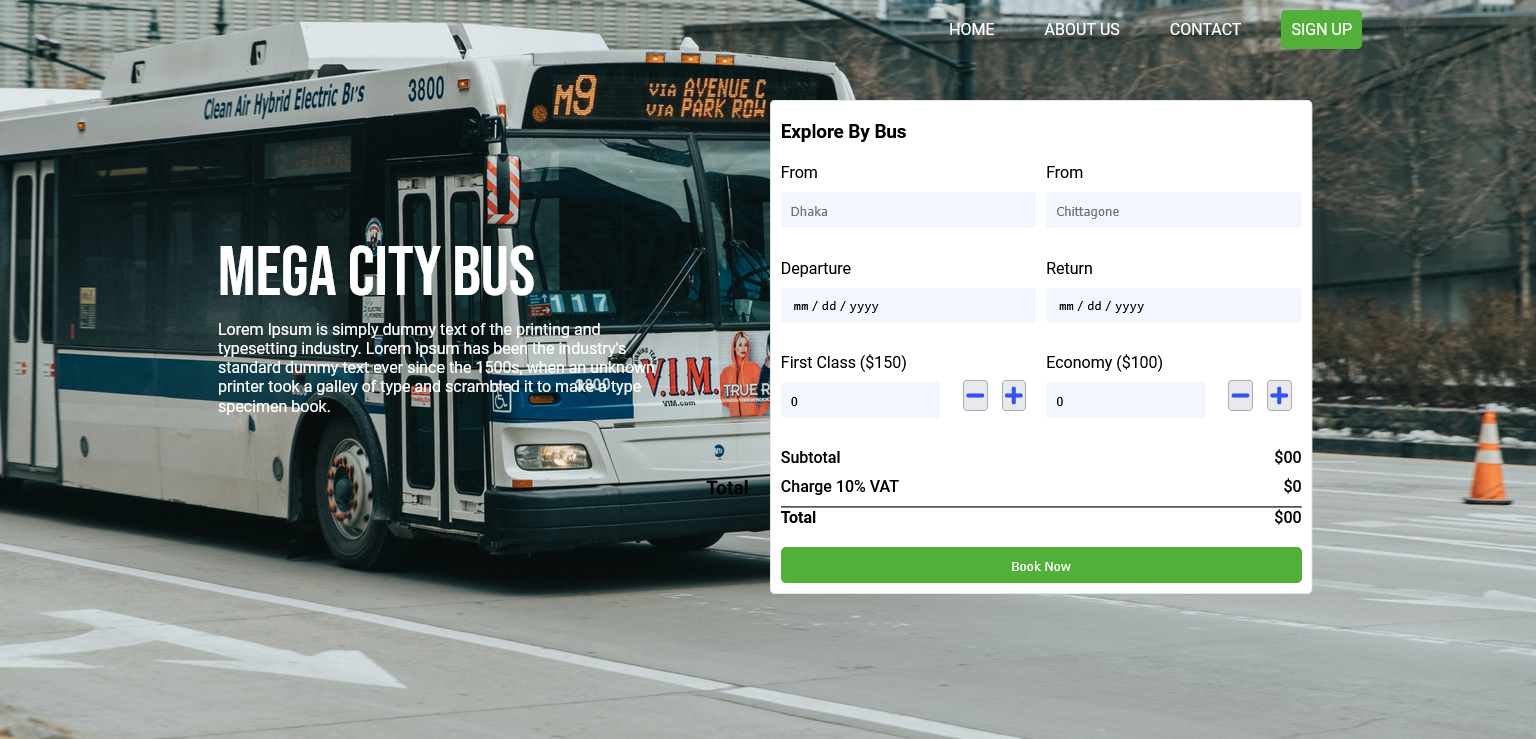 HOME ABOUT US CONTACT SIGN UP
Clean Air Hybrid Electric Bus 3800
M9 VIA AVENUE C
VIA PARK ROW
MEGA CITY BUS
Lorem Ipsum is simply dummy text of the printing and
typesetting industry. Lorem Ipsum has been the industry's
standard dummy text ever since the 1500s, when an unknown
printer took a galley of type and scrambled it to make a type
specimen book.
117
3800
V.I.M.
VIM.com
TRUE R
Total
Explore By Bus
From From
Dhaka Chittagone
Departure Return
mm / dd / yyyy mm / dd / yyyy
First Class ($150) Economy ($100)
0 0
Subtotal $00
Charge 10% VAT $0
Total $00
Book Now